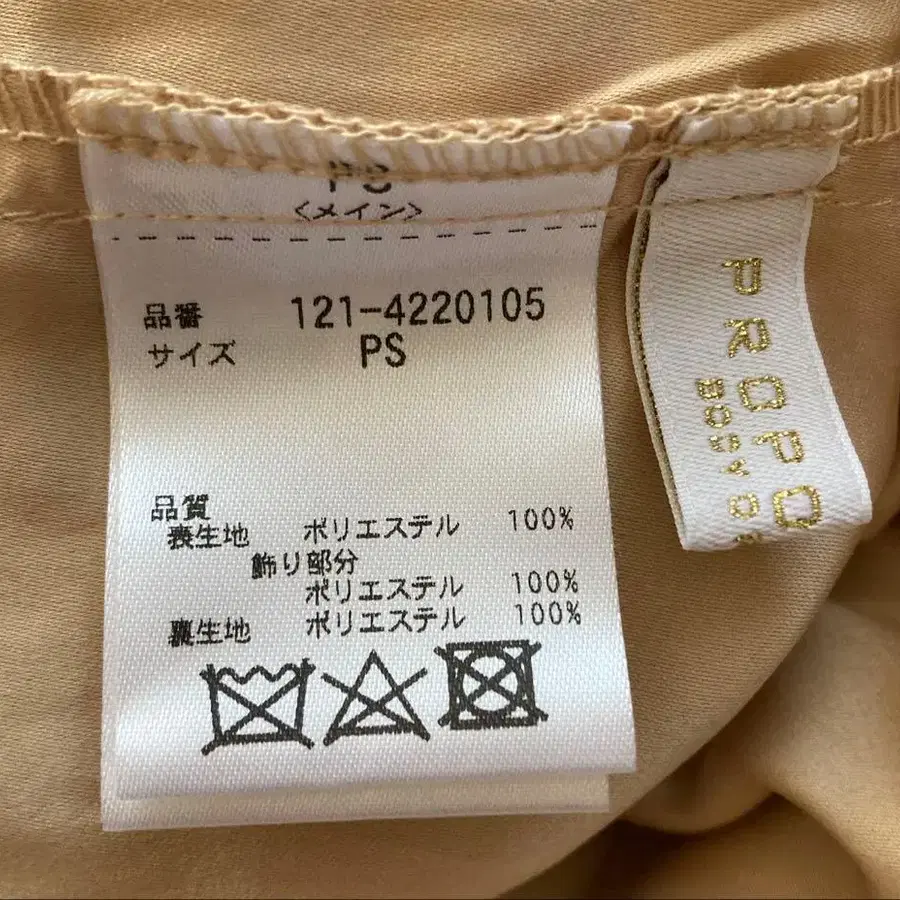 PS
<メイン>
品番 121-4220105
サイズ PS
品質
表生地 ポリエステル 100%
飾り部分
ポリエステル 100%
裏生地 ポリエステル 100%
PROPO
BODY